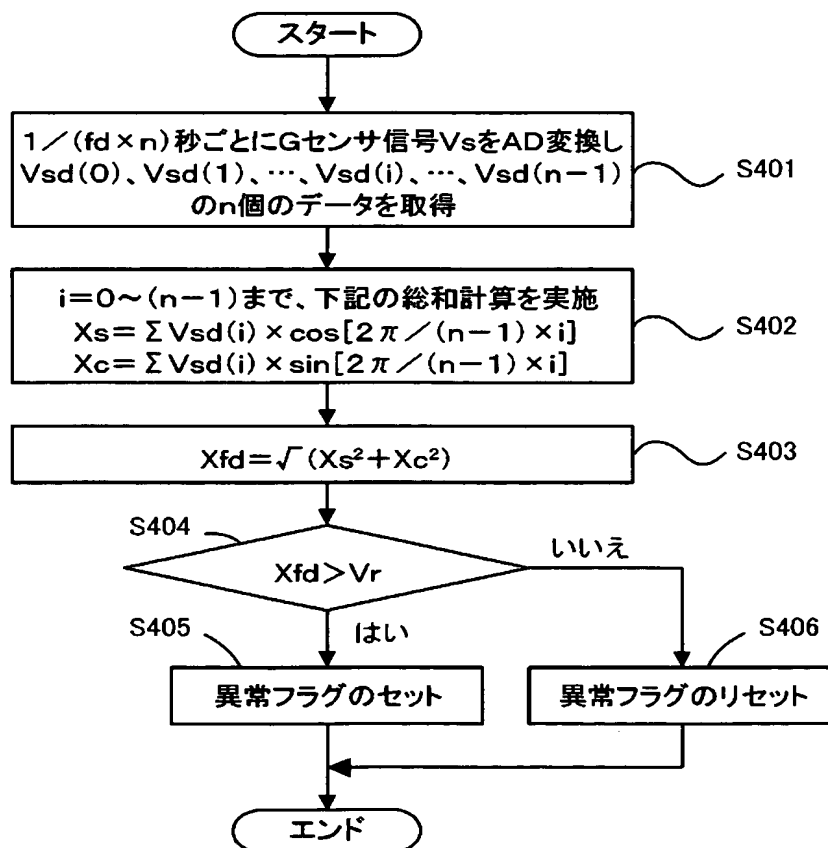 スタート
1/(fd×n)秒ごとにGセンサ信号VsをAD変換し
Vsd(0)、Vsd(1)、…、Vsd(i)、…、Vsd(n-1)
のn個のデータを取得
S401
i=0~(n-1)まで、下記の総和計算を実施
Xs=ΣVsd(i)×cos[2π/(n-1)×i]
Xc=ΣVsd(i)×sin[2π/(n-1)×i]
S402
Xfd=√(Xs²+Xc²)
S403
S404
Xfd>Vr
いいえ
はい
S405
異常フラグのセット
S406
異常フラグのリセット
エンド